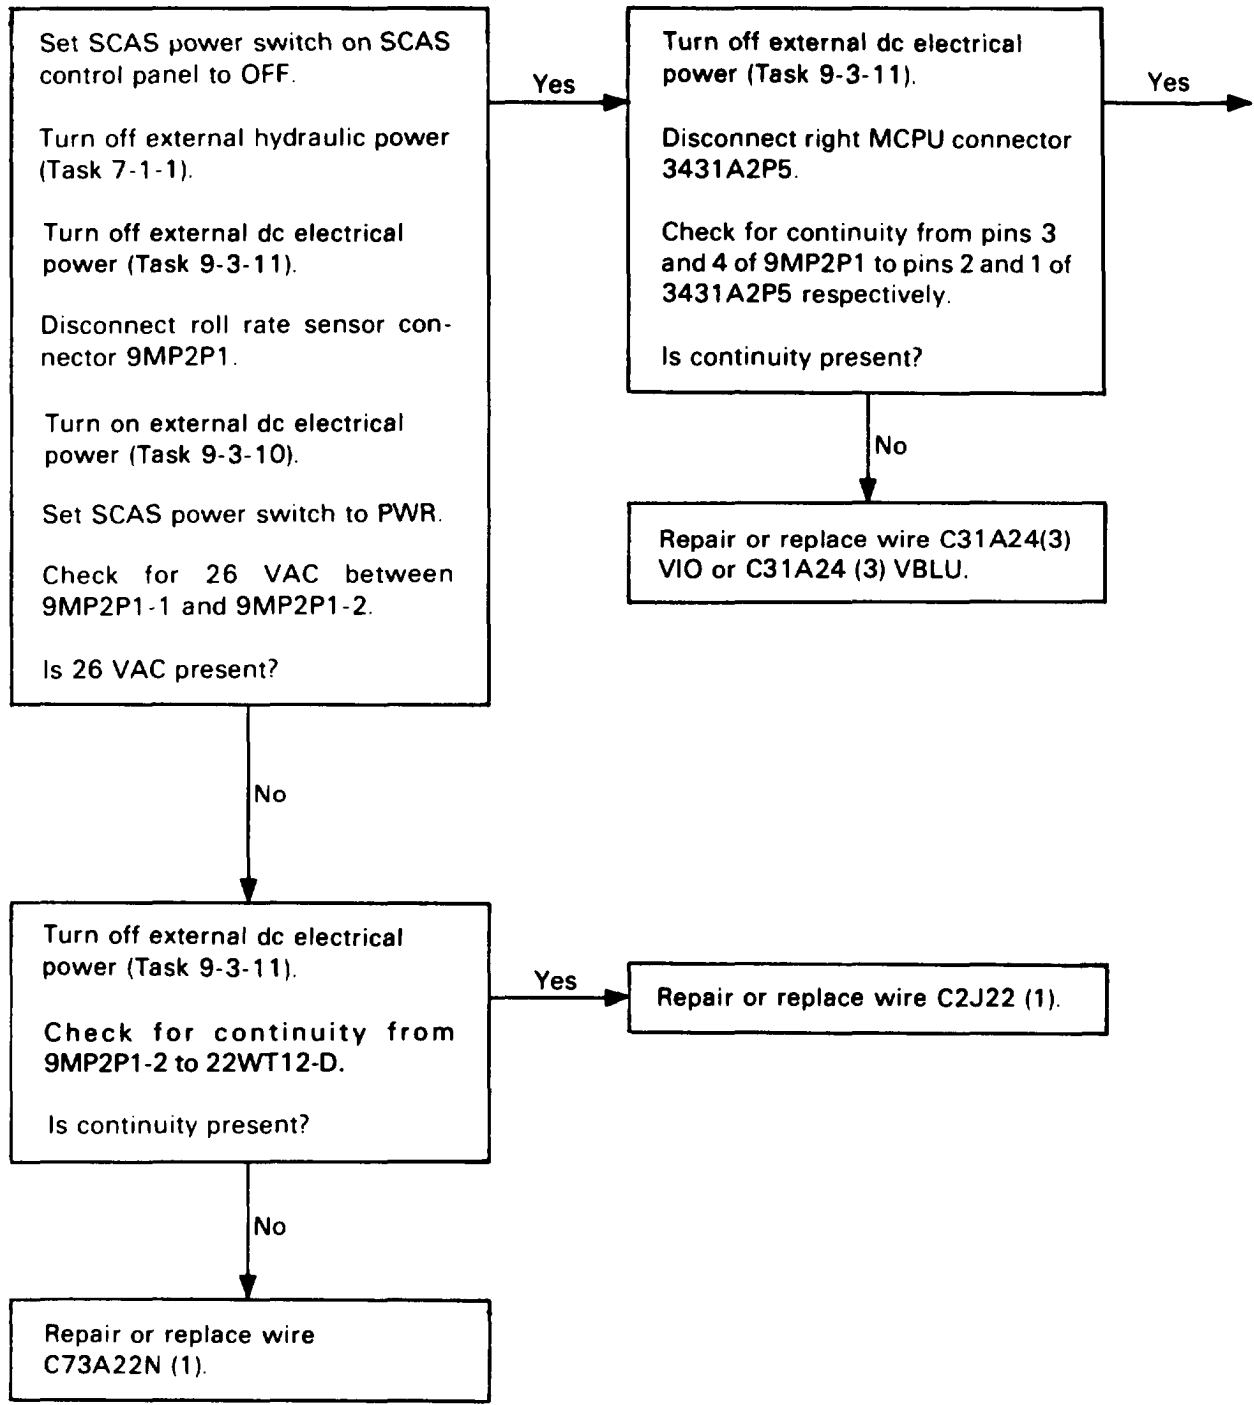 Set SCAS power switch on SCAS
control panel to OFF.
Turn off external hydraulic power
(Task 7-1-1).
Turn off external dc electrical
power (Task 9-3-11).
Disconnect roll rate sensor con-
nector 9MP2P1.
Turn on external dc electrical
power (Task 9-3-10).
Set SCAS power switch to PWR.
Check for 26 VAC between
9MP2P1-1 and 9MP2P1-2.
Is 26 VAC present?
Yes
Turn off external dc electrical
power (Task 9-3-11).
Disconnect right MCPU connector
3431A2P5.
Check for continuity from pins 3
and 4 of 9MP2P1 to pins 2 and 1 of
3431A2P5 respectively.
Is continuity present?
Yes
No
Repair or replace wire C31A24(3)
VIO or C31A24 (3) VBLU.
No
Turn off external dc electrical
power (Task 9-3-11).
Check for continuity from
9MP2P1-2 to 22WT12-D.
Is continuity present?
Yes
Repair or replace wire C2J22 (1).
No
Repair or replace wire
C73A22N (1).